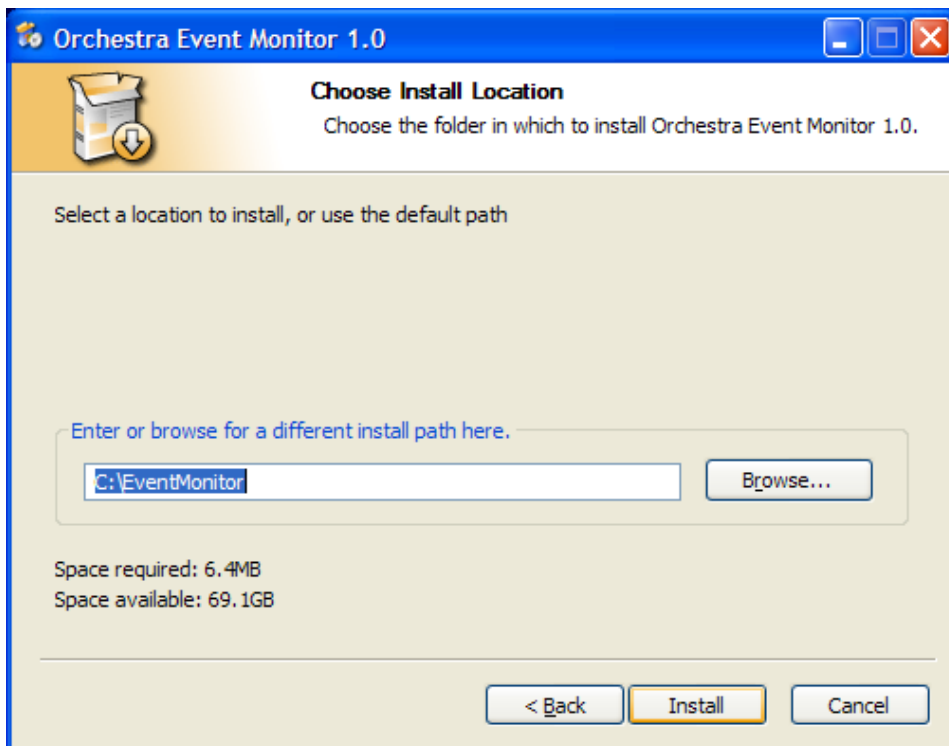 Orchestra Event Monitor 1.0
Choose Install Location
Choose the folder in which to install Orchestra Event Monitor 1.0.
Select a location to install, or use the default path
Enter or browse for a different install path here.
C:\EventMonitor
Browse...
Space required: 6.4MB
Space available: 69.1GB
< Back Install Cancel